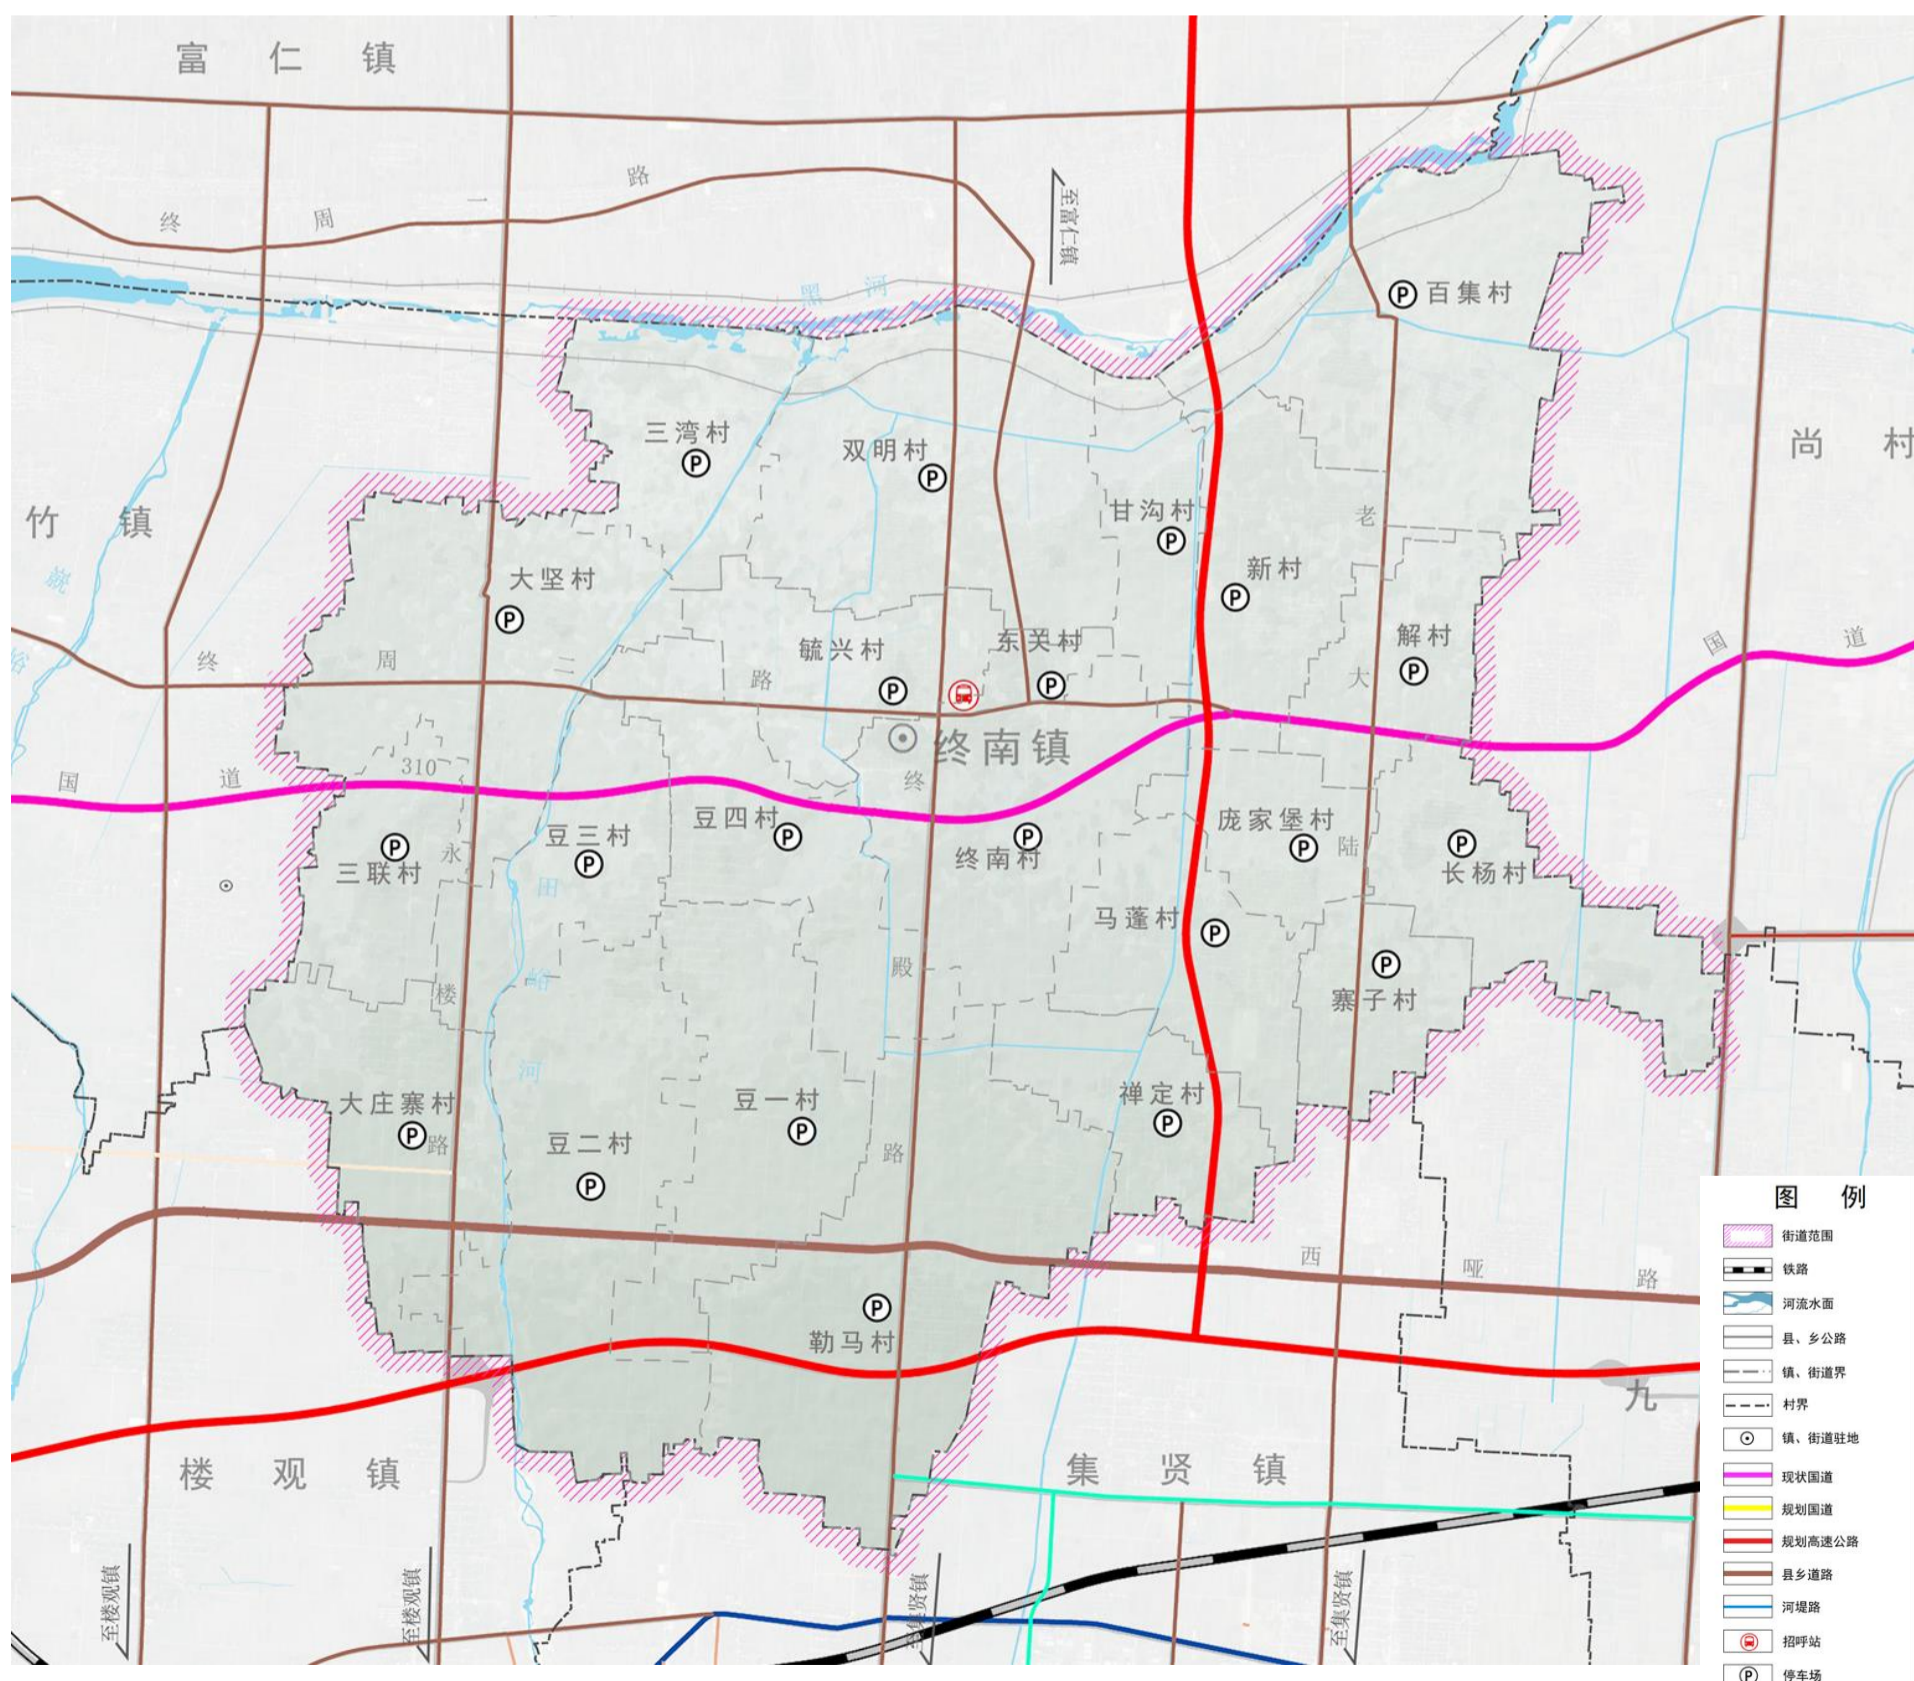 富仁镇
终周一路
至富仁镇
黑河
百集村
三湾村
双明村
尚村
竹镇
甘沟村
老
大坚村
新村
东关村
解村
国道
毓兴村
终周二路
大
终南镇
国道
310
终
豆四村
豆三村
庞家堡村
陆
永
终南村
三联村
长杨村
田
马蓬村
殿
峪
楼
寨子村
河
大庄寨村
豆一村
禅定村
路
豆二村
路
西哑路
勒马村
九
楼观镇
集贤镇
至楼观镇
至楼观镇
至集贤镇
至集贤镇
图例
街道范围
铁路
河流水面
县、乡公路
镇、街道界
村界
镇、街道驻地
现状国道
规划国道
规划高速公路
县乡道路
河堤路
招呼站
停车场